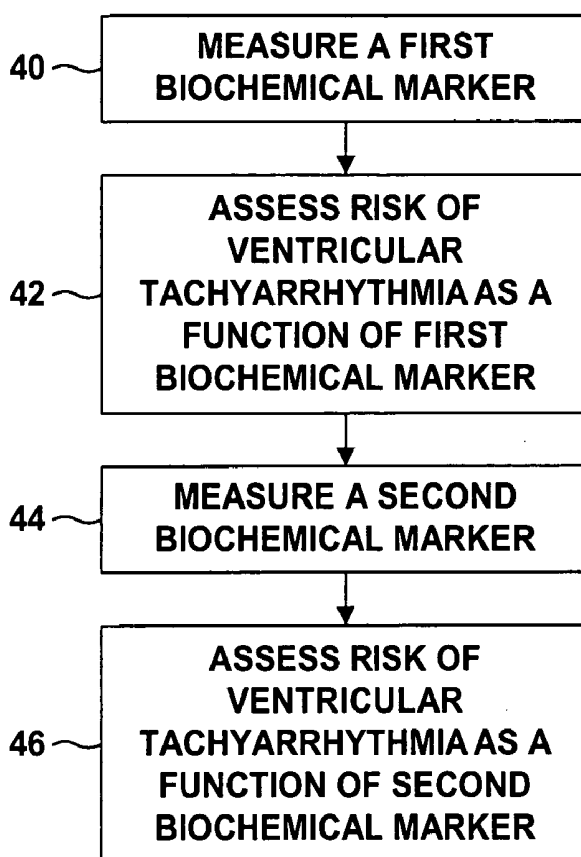 40
MEASURE A FIRST
BIOCHEMICAL MARKER
42
ASSESS RISK OF
VENTRICULAR
TACHYARRHYTHMIA AS A
FUNCTION OF FIRST
BIOCHEMICAL MARKER
44
MEASURE A SECOND
BIOCHEMICAL MARKER
46
ASSESS RISK OF
VENTRICULAR
TACHYARRHYTHMIA AS A
FUNCTION OF SECOND
BIOCHEMICAL MARKER